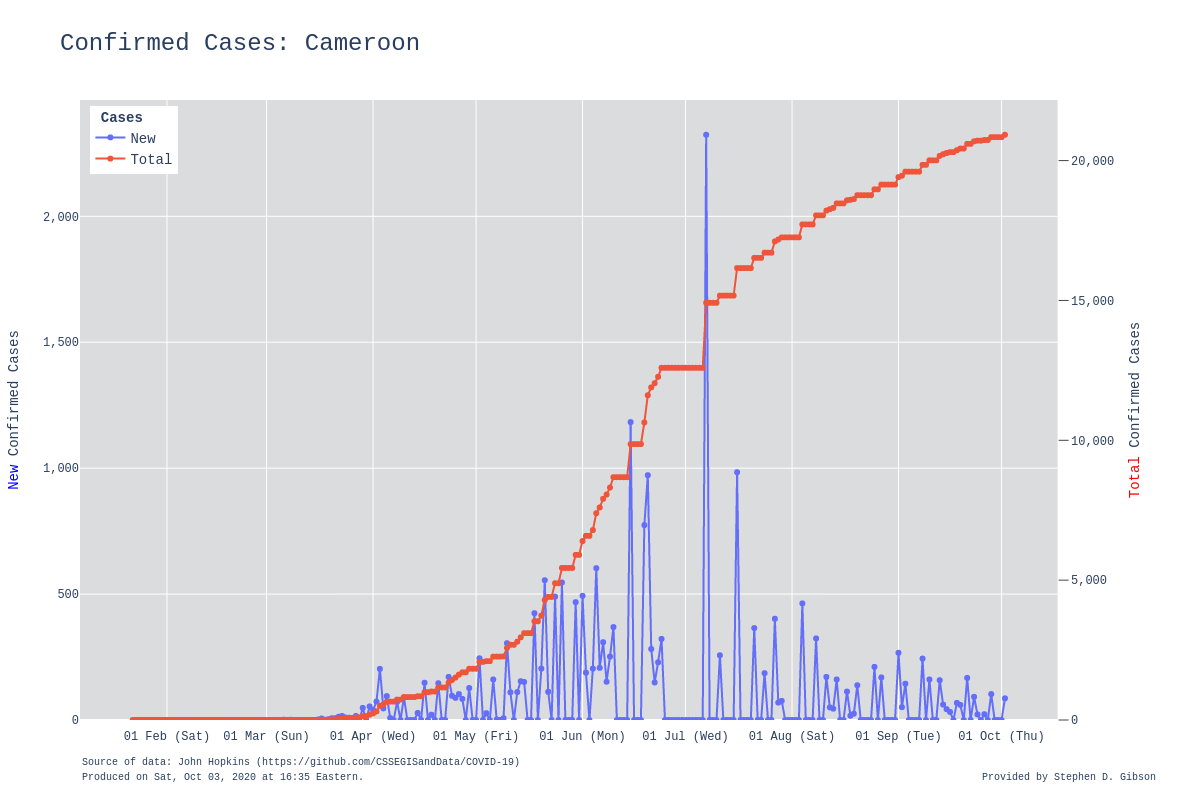 Confirmed Cases: Cameroon
Cases
New
Total
2,000
1,500
1,000
500
0
20,000
15,000
10,000
5,000
0
New Confirmed Cases
Total Confirmed Cases
01 Feb (Sat) 01 Mar (Sun) 01 Apr (Wed) 01 May (Fri) 01 Jun (Mon) 01 Jul (Wed) 01 Aug (Sat) 01 Sep (Tue) 01 Oct (Thu)
Source of data: John Hopkins (https://github.com/CSSEGISandData/COVID-19)
Produced on Sat, Oct 03, 2020 at 16:35 Eastern.
Provided by Stephen D. Gibson